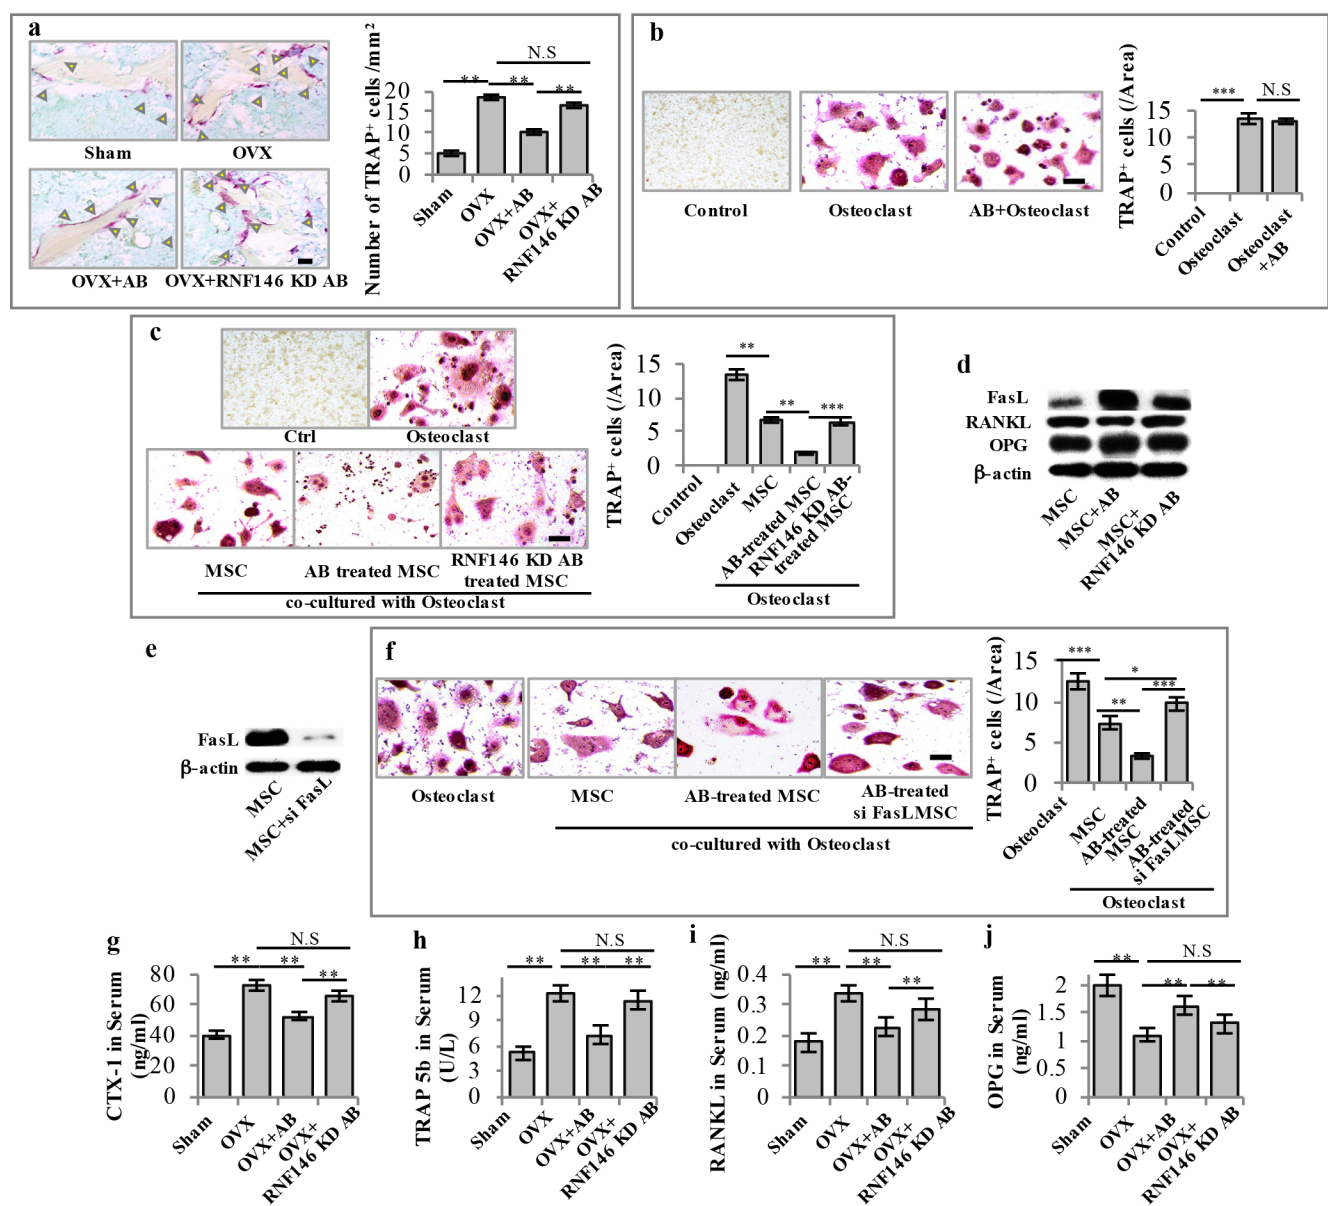 a
Sham
OVX
OVX+AB
OVX+RNF146 KD AB
Number of TRAP+ cells /mm²
20
15
10
5
0
**
**
**
N.S
Sham
OVX
OVX+AB
OVX+
RNF146 KD AB
b
Control
Osteoclast
AB+Osteoclast
TRAP+ cells (/Area)
15
10
5
0
***
N.S
Control
Osteoclast
Osteoclast
+AB
c
Ctrl
Osteoclast
MSC
AB treated MSC
RNF146 KD AB
treated MSC
co-cultured with Osteoclast
TRAP+ cells (/Area)
15
10
5
0
**
**
***
Control
Osteoclast
MSC
AB-treated MSC
RNF146 KD AB-
treated MSC
Osteoclast
d
FasL
RANKL
OPG
β-actin
MSC
MSC+AB
MSC+
RNF146 KD AB
e
FasL
β-actin
MSC
MSC+si FasL
f
Osteoclast
MSC
AB-treated MSC
AB-treated
si FasLMSC
co-cultured with Osteoclast
TRAP+ cells (/Area)
15
10
5
0
***
*
***
**
Osteoclast
MSC
AB-treated
MSC
AB-treated
si FasLMSC
Osteoclast
g
CTX-1 in Serum
(ng/ml)
80
60
40
20
0
N.S
**
**
**
Sham
OVX
OVX+AB
OVX+
RNF146 KD AB
h
TRAP 5b in Serum
(U/L)
12
9
6
3
0
N.S
**
**
**
Sham
OVX
OVX+AB
OVX+
RNF146 KD AB
i
RANKL in Serum (ng/ml)
0.4
0.3
0.2
0.1
0
N.S
**
**
**
Sham
OVX
OVX+AB
OVX+
RNF146 KD AB
j
OPG in Serum
(ng/ml)
2
1.5
1
0.5
0
N.S
**
**
**
Sham
OVX
OVX+AB
OVX+
RNF146 KD AB